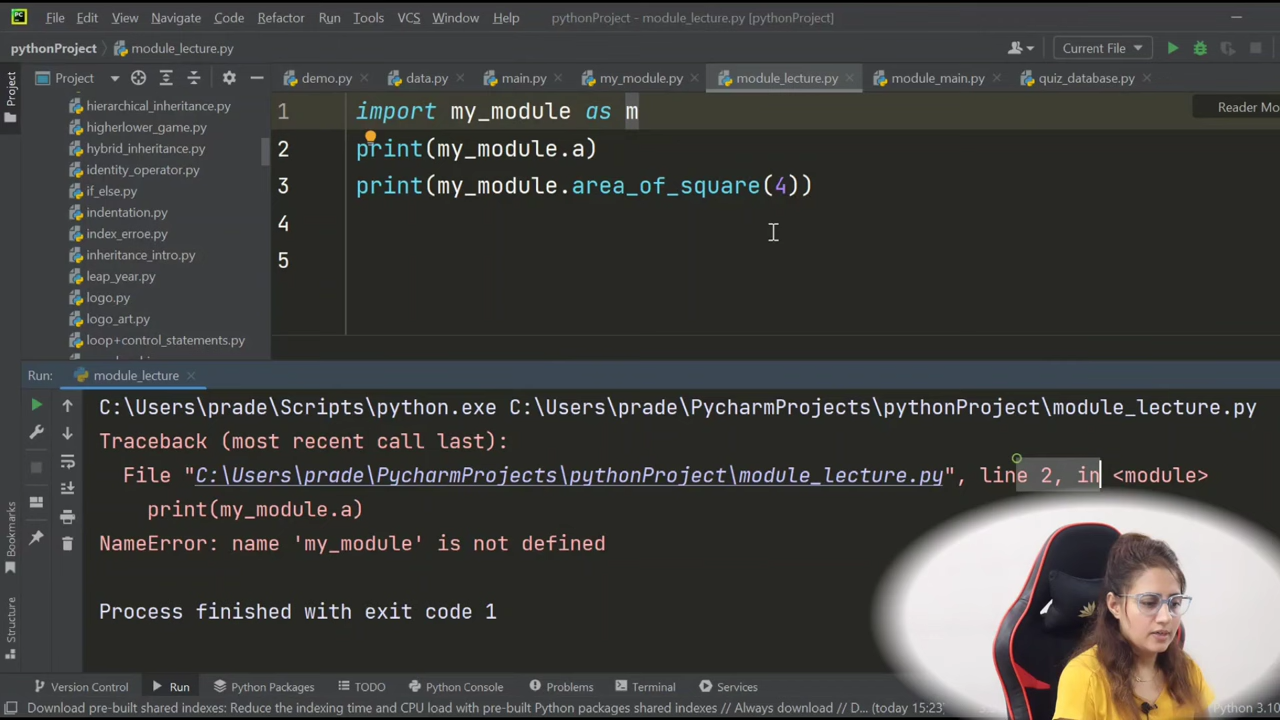 File Edit View Navigate Code Refactor Run Tools VCS Window Help pythonProject - module_lecture.py [pythonProject]
pythonProject module_lecture.py Current File
Project
Project demo.py data.py main.py my_module.py module_lecture.py module_main.py quiz_database.py
hierarchical_inheritance.py
higherlower_game.py
hybrid_inheritance.py
identity_operator.py
if_else.py
indentation.py
index_erroe.py
inheritance_intro.py
leap_year.py
logo.py
logo_art.py
loop+control_statements.py
Reader Mo
1 import my_module as m
2 print(my_module.a)
3 print(my_module.area_of_square(4))
4
5
Run: module_lecture
C:\Users\prade\Scripts\python.exe C:\Users\prade\PycharmProjects\pythonProject\module_lecture.py
Traceback (most recent call last):
File "C:\Users\prade\PycharmProjects\pythonProject\module_lecture.py", line 2, in <module>
print(my_module.a)
NameError: name 'my_module' is not defined
Process finished with exit code 1
Bookmarks
Structure
Version Control Run Python Packages TODO Python Console Problems Terminal Services
Download pre-built shared indexes: Reduce the indexing time and CPU load with pre-built Python packages shared indexes // Always download // D... (today 15:23) Python 3.10